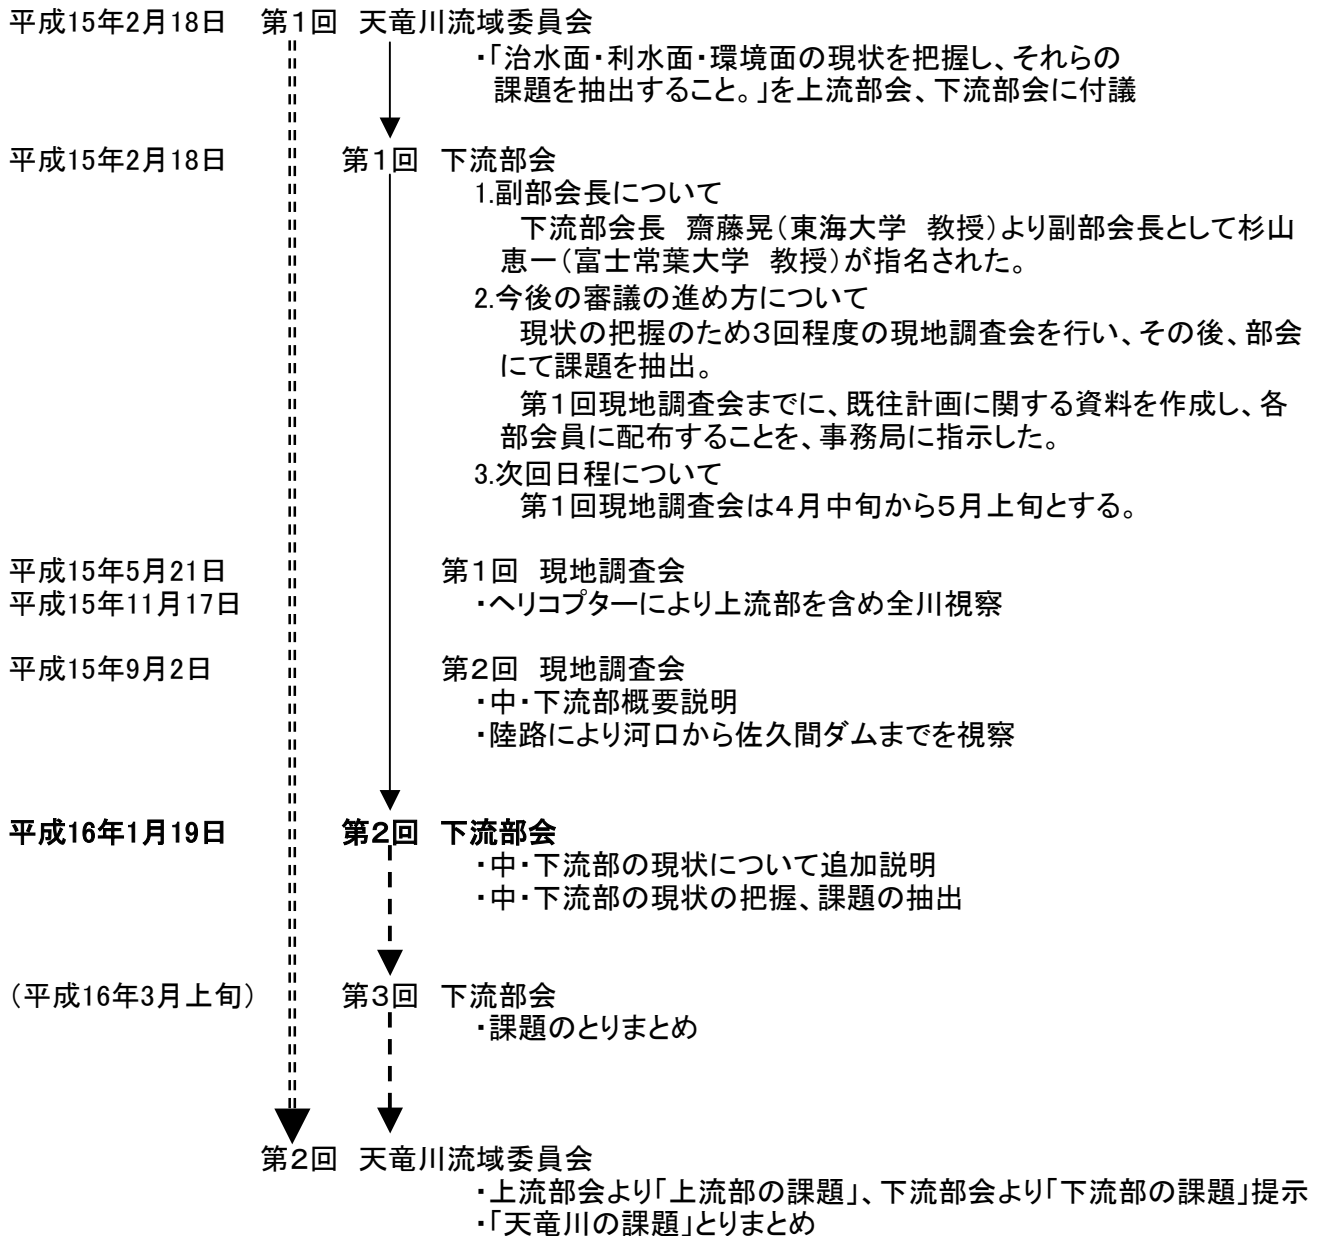 平成15年2月18日　第１回　天竜川流域委員会
・「治水面・利水面・環境面の現状を把握し、それらの
課題を抽出すること。」を上流部会、下流部会に付議
平成15年2月18日　第１回　下流部会
1.副部会長について
下流部会長　齋藤晃（東海大学　教授）より副部会長として杉山
恵一（富士常葉大学　教授）が指名された。
2.今後の審議の進め方について
現状の把握のため３回程度の現地調査会を行い、その後、部会
にて課題を抽出。
第１回現地調査会までに、既往計画に関する資料を作成し、各
部会員に配布することを、事務局に指示した。
3.次回日程について
第１回現地調査会は４月中旬から５月上旬とする。
平成15年5月21日　第１回　現地調査会
平成15年11月17日　・ヘリコプターにより上流部を含め全川視察
平成15年9月2日　第２回　現地調査会
・中・下流部概要説明
・陸路により河口から佐久間ダムまでを視察
平成16年1月19日　第２回　下流部会
・中・下流部の現状について追加説明
・中・下流部の現状の把握、課題の抽出
（平成16年3月上旬）　第３回　下流部会
・課題のとりまとめ
第２回　天竜川流域委員会
・上流部会より「上流部の課題」、下流部会より「下流部の課題」提示
・「天竜川の課題」とりまとめ